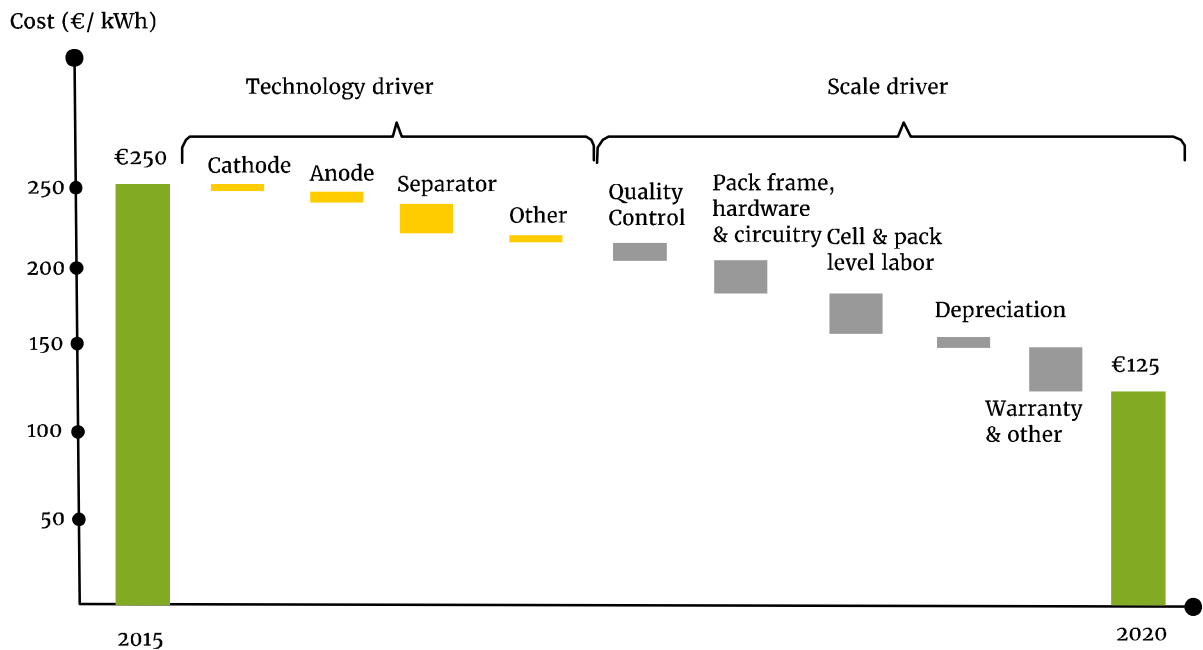 Cost (€/ kWh)
Technology driver
Scale driver
€250
Cathode
Anode
Separator
Other
Quality
Control
Pack frame,
hardware
& circuitry
Cell & pack
level labor
Depreciation
Warranty
& other
€125
250
200
150
100
50
2015
2020